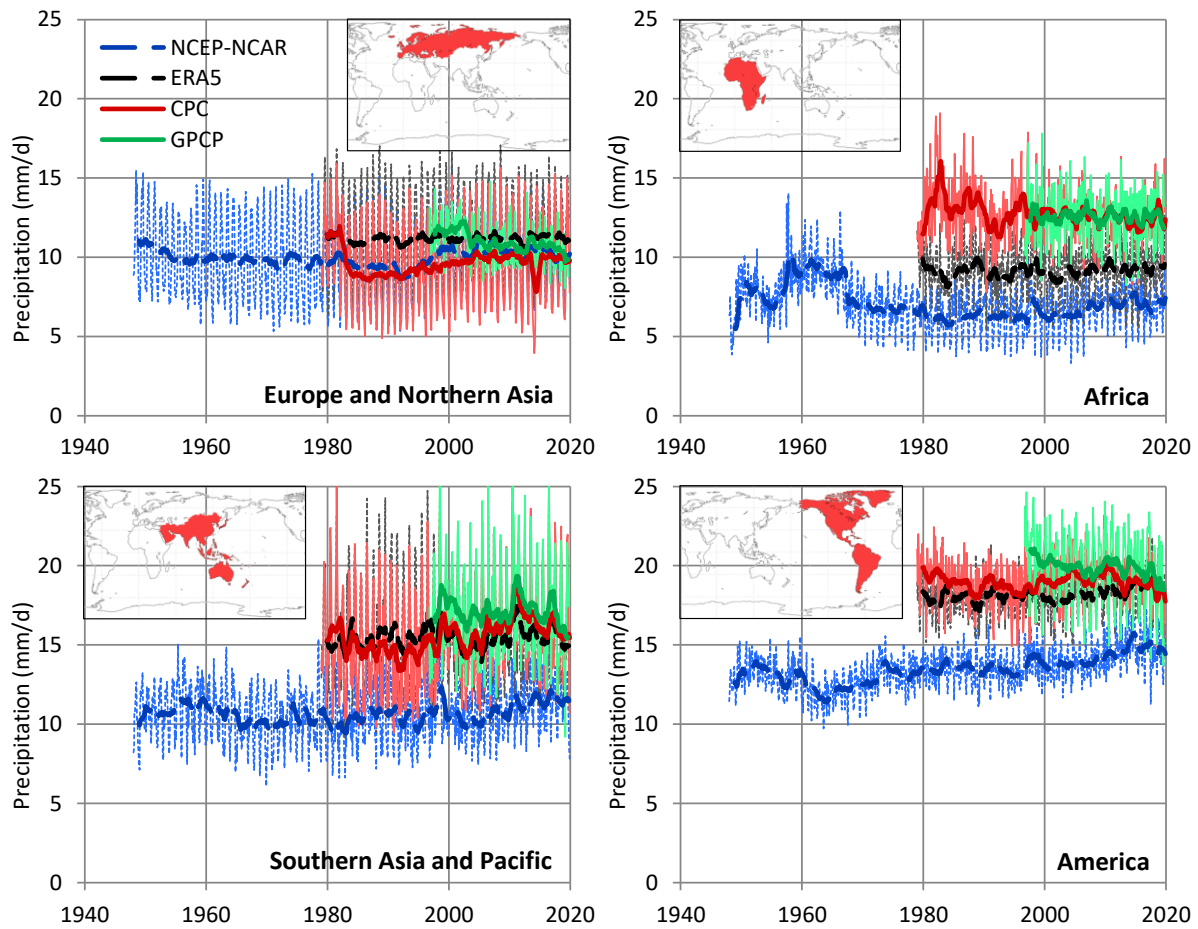 NCEP-NCAR
ERA5
CPC
GPCP
Precipitation (mm/d)
25
20
15
10
5
0
1940 1960 1980 2000 2020
Europe and Northern Asia
Precipitation (mm/d)
25
20
15
10
5
0
1940 1960 1980 2000 2020
Africa
Precipitation (mm/d)
25
20
15
10
5
0
1940 1960 1980 2000 2020
Southern Asia and Pacific
Precipitation (mm/d)
25
20
15
10
5
0
1940 1960 1980 2000 2020
America